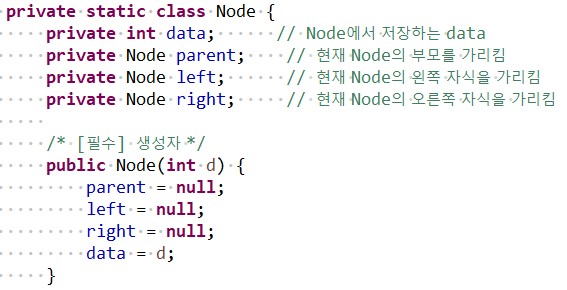 private static class Node {
private int data; // Node에서 저장하는 data
private Node parent; // 현재 Node의 부모를 가리킴
private Node left; // 현재 Node의 왼쪽 자식을 가리킴
private Node right; // 현재 Node의 오른쪽 자식을 가리킴
/* [필수] 생성자 */
public Node(int d) {
parent = null;
left = null;
right = null;
data = d;
}